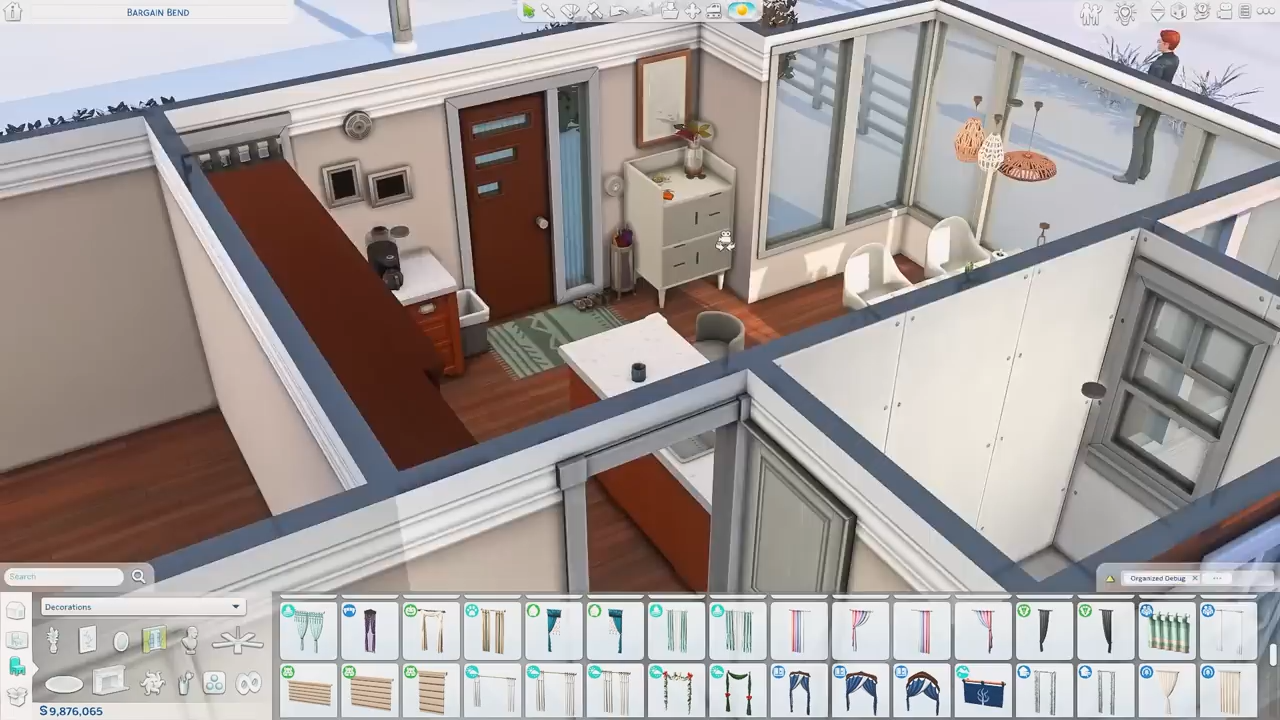 BARGAIN BEND
Search
Organized Debug
Decorations
§9,876,065